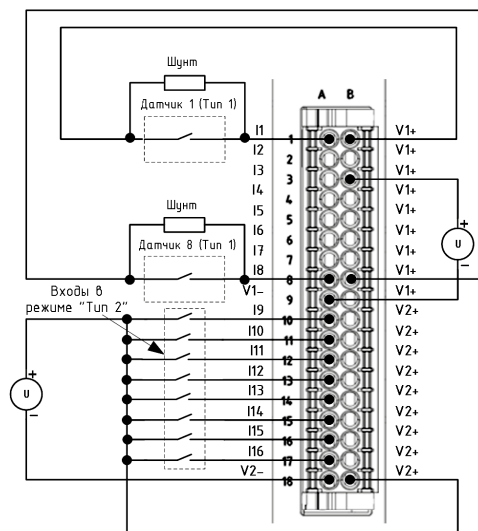 Шунт
А В
Датчик 1 (Тип 1)
I1 1 V1+
I2 2 V1+
I3 3 V1+
I4 4 V1+
I5 5 V1+
I6 6 V1+
I7 7 V1+
I8 8 V1+
V1– 9 V1+
I9 10 V2+
I10 11 V2+
I11 12 V2+
I12 13 V2+
I13 14 V2+
I14 15 V2+
I15 16 V2+
I16 17 V2+
V2– 18 V2+
Шунт
Датчик 8 (Тип 1)
Входы в
режиме "Тип 2"
+
U
–
+
U
–